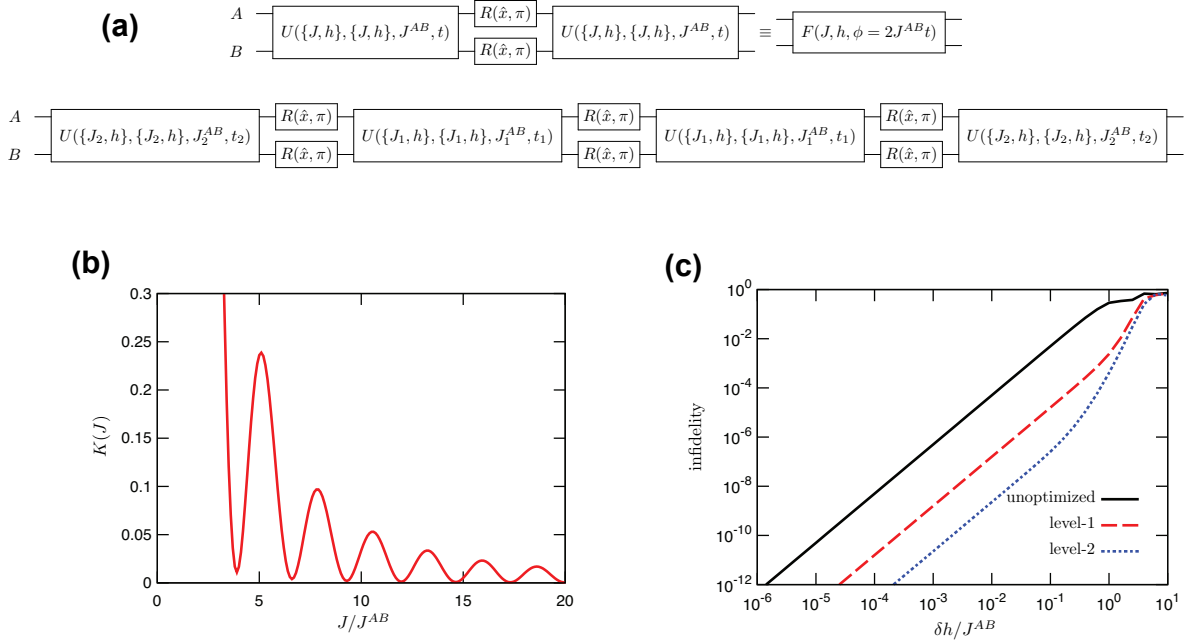 (a)
A R(x̂, π)
U({J, h}, {J, h}, J^{AB}, t) U({J, h}, {J, h}, J^{AB}, t) ≡ F(J, h, φ = 2J^{AB}t)
B R(x̂, π)
A R(x̂, π) R(x̂, π) R(x̂, π)
U({J_2, h}, {J_2, h}, J_2^{AB}, t_2) U({J_1, h}, {J_1, h}, J_1^{AB}, t_1) U({J_1, h}, {J_1, h}, J_1^{AB}, t_1) U({J_2, h}, {J_2, h}, J_2^{AB}, t_2)
B R(x̂, π) R(x̂, π) R(x̂, π)
(b)
0.3
0.25
0.2
0.15
0.1
0.05
0
K(J)
0 5 10 15 20
J/J^{AB}
(c)
10^0
10^{-2}
10^{-4}
10^{-6}
10^{-8}
10^{-10}
10^{-12}
infidelity
unoptimized
level-1
level-2
10^{-6} 10^{-5} 10^{-4} 10^{-3} 10^{-2} 10^{-1} 10^0 10^1
δh/J^{AB}